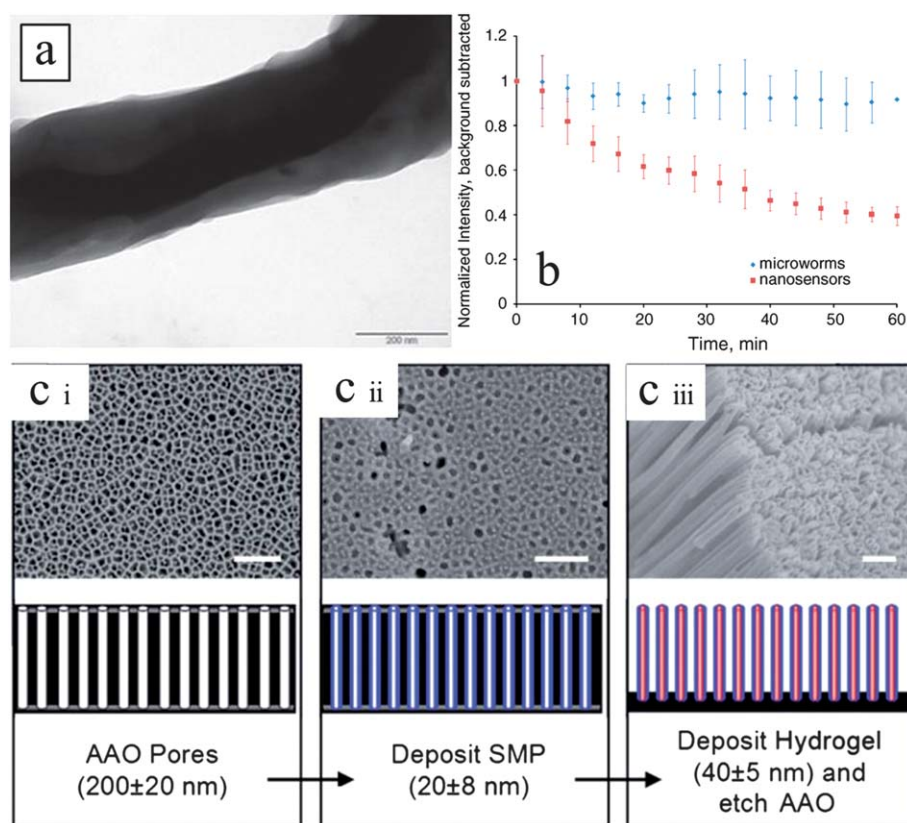 a
200 nm
Normalized Intensity, background subtracted
1.2
1
0.8
0.6
0.4
0.2
0
b
microworms
nanosensors
0 10 20 30 40 50 60
Time, min
c i
c ii
c iii
AAO Pores
(200±20 nm)
Deposit SMP
(20±8 nm)
Deposit Hydrogel
(40±5 nm) and
etch AAO